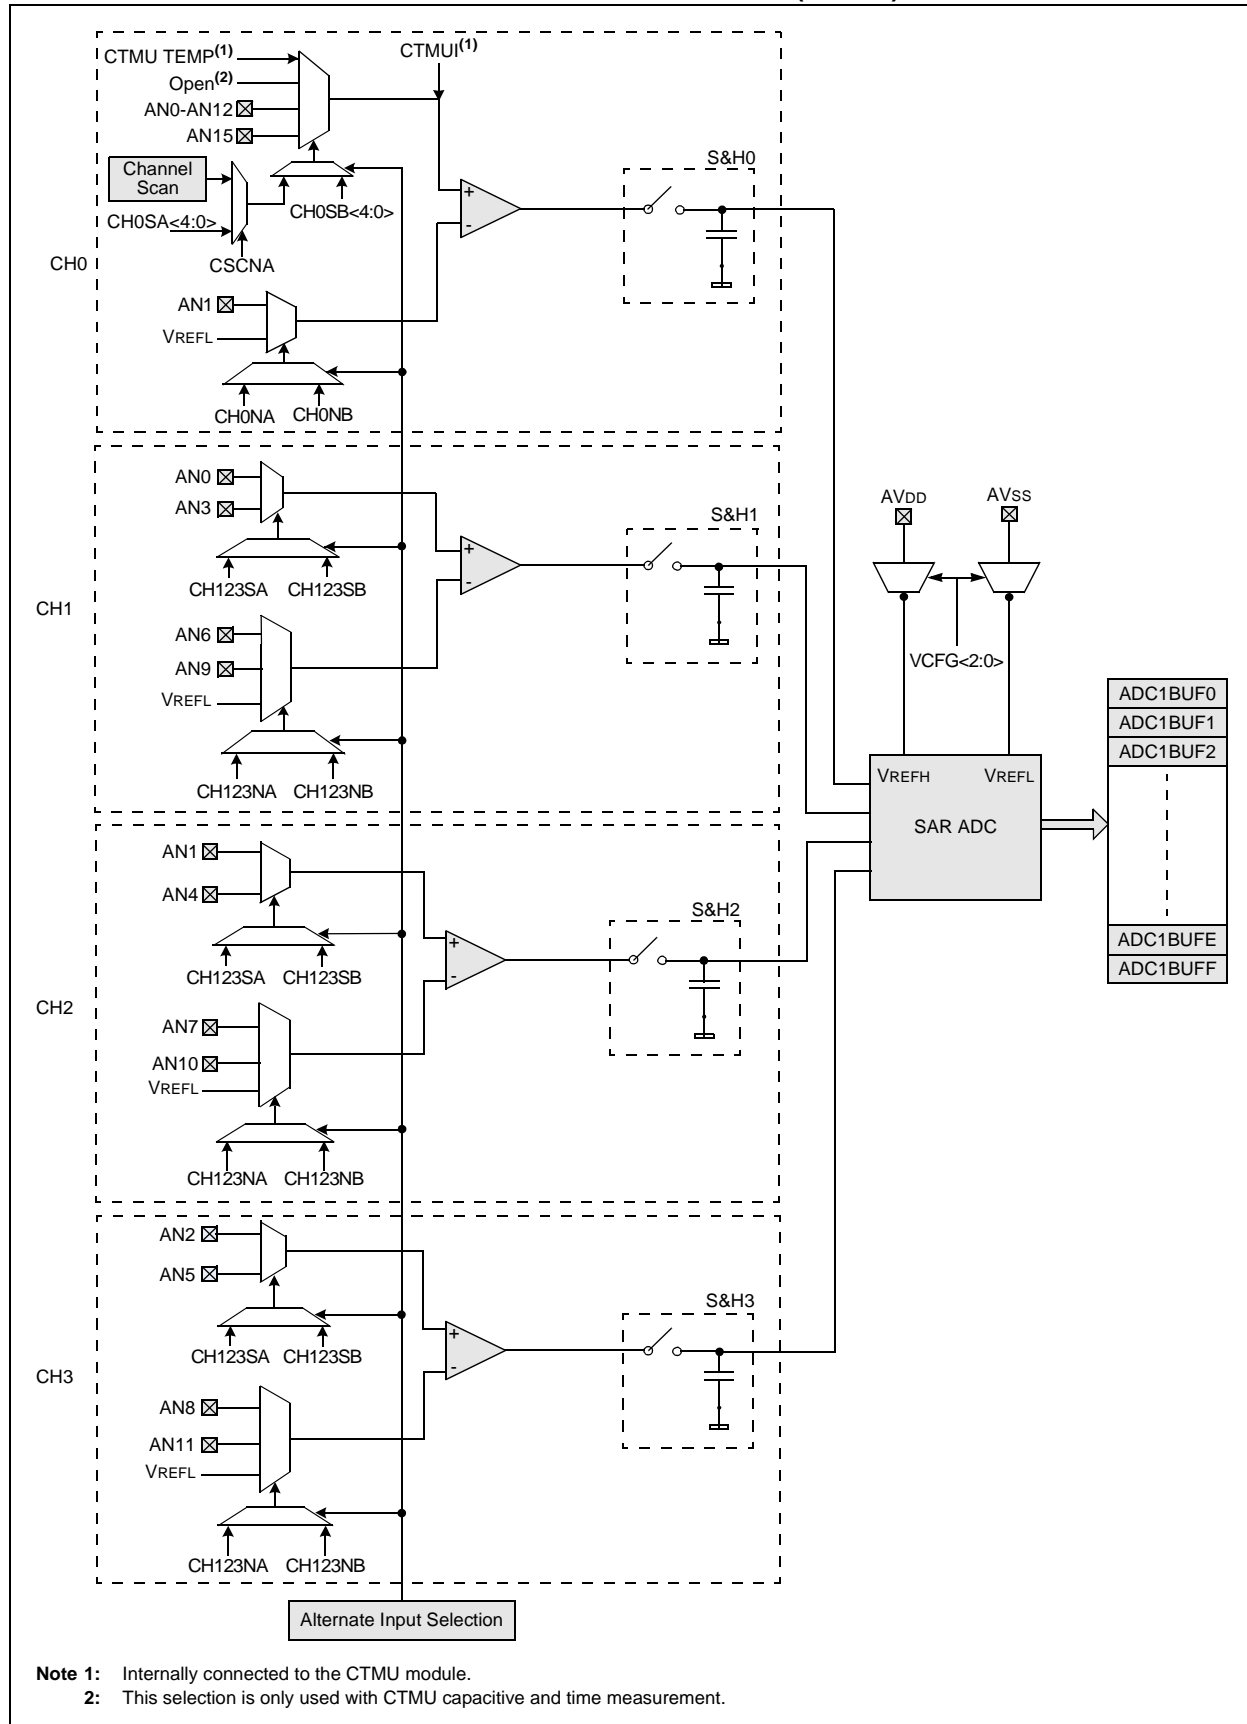 CTMU TEMP(1)
CTMUI(1)
Open(2)
AN0-AN12
AN15
Channel
Scan
CH0SA<4:0>
CH0SB<4:0>
CSCNA
+
-
S&H0
CH0
AN1
VREFL
CH0NA
CH0NB
AN0
AN3
CH123SA
CH123SB
+
-
S&H1
CH1
AN6
AN9
VREFL
CH123NA
CH123NB
AVDD
AVSS
VCFG<2:0>
VREFH
VREFL
SAR ADC
ADC1BUF0
ADC1BUF1
ADC1BUF2
ADC1BUFE
ADC1BUFF
AN1
AN4
CH123SA
CH123SB
+
-
S&H2
CH2
AN7
AN10
VREFL
CH123NA
CH123NB
AN2
AN5
CH123SA
CH123SB
+
-
S&H3
CH3
AN8
AN11
VREFL
CH123NA
CH123NB
Alternate Input Selection
Note 1: Internally connected to the CTMU module.
2: This selection is only used with CTMU capacitive and time measurement.